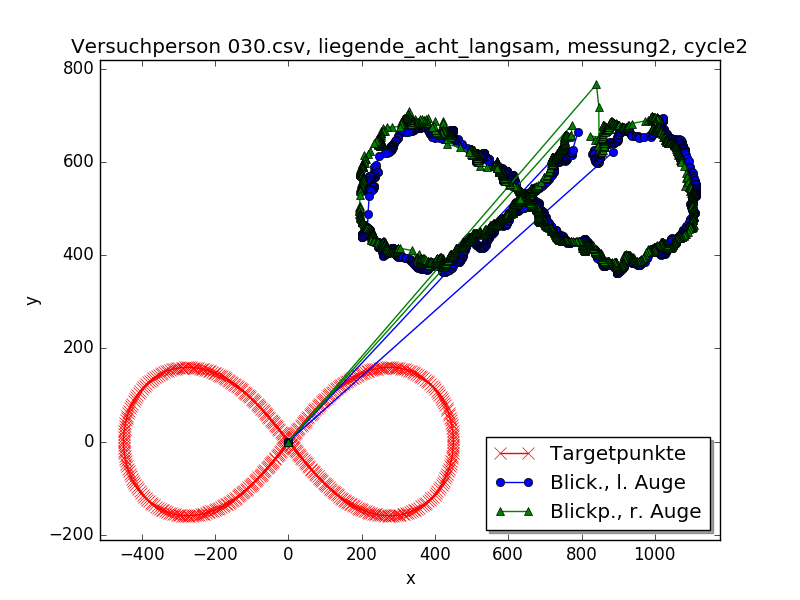 Versuchperson 030.csv, liegende_acht_langsam, messung2, cycle2
800
600
400
200
0
−200
y
−400
−200
0
200
400
600
800
1000
x
Targetpunkte
Blick., l. Auge
Blickp., r. Auge